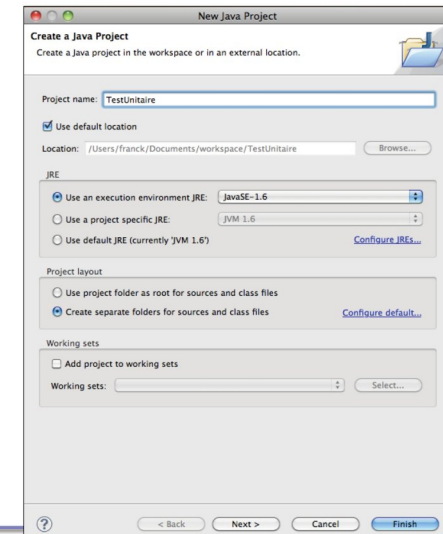 New Java Project
Create a Java Project
Create a Java project in the workspace or in an external location.
Project name: TestUnitaire
Use default location
Location: /Users/franck/Documents/workspace/TestUnitaire Browse...
JRE
Use an execution environment JRE: JavaSE-1.6
Use a project specific JRE: JVM 1.6
Use default JRE (currently 'JVM 1.6') Configure JREs...
Project layout
Use project folder as root for sources and class files
Create separate folders for sources and class files Configure default...
Working sets
Add project to working sets
Working sets: Select...
? < Back Next > Cancel Finish